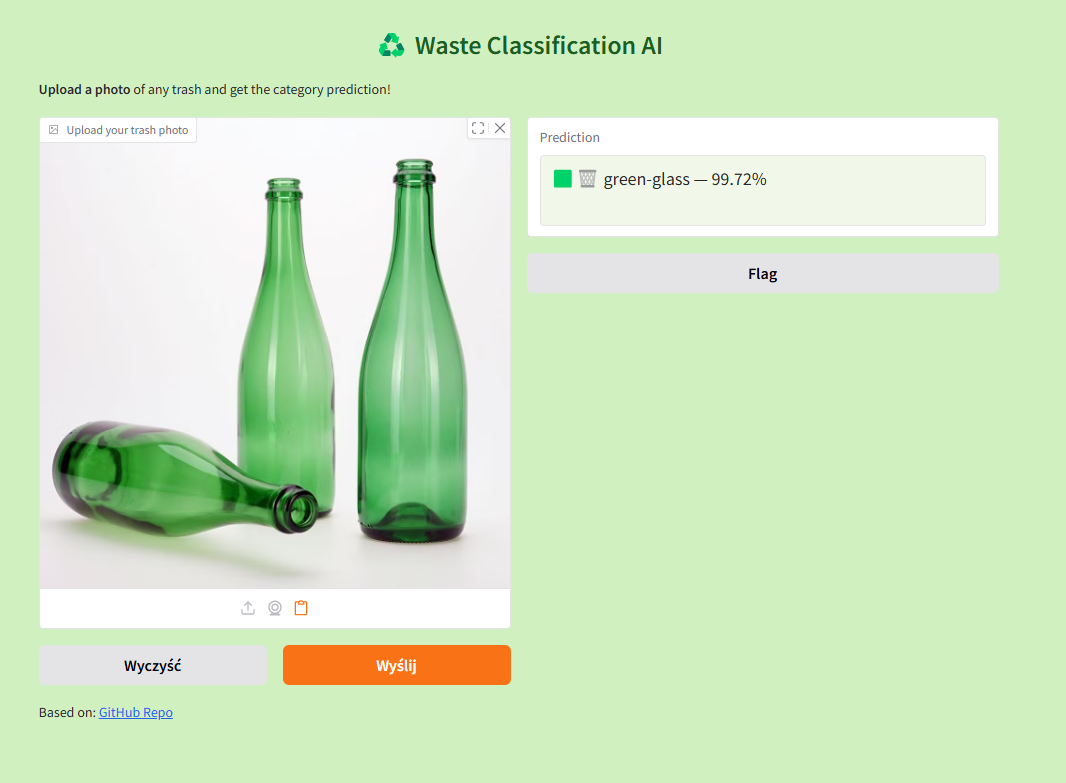 ♻️ Waste Classification AI
Upload a photo of any trash and get the category prediction!
Upload your trash photo
Prediction
🟩 🗑️ green-glass — 99.72%
Flag
Wyczyść
Wyślij
Based on: GitHub Repo